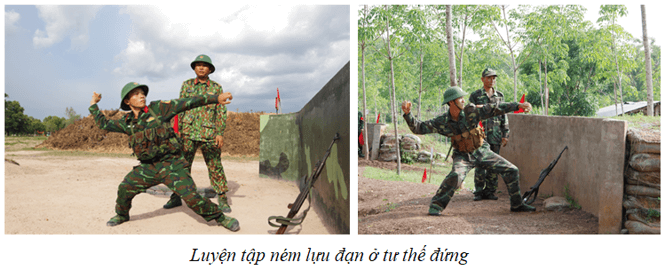 Luyện tập ném lựu đạn ở tư thế đứng